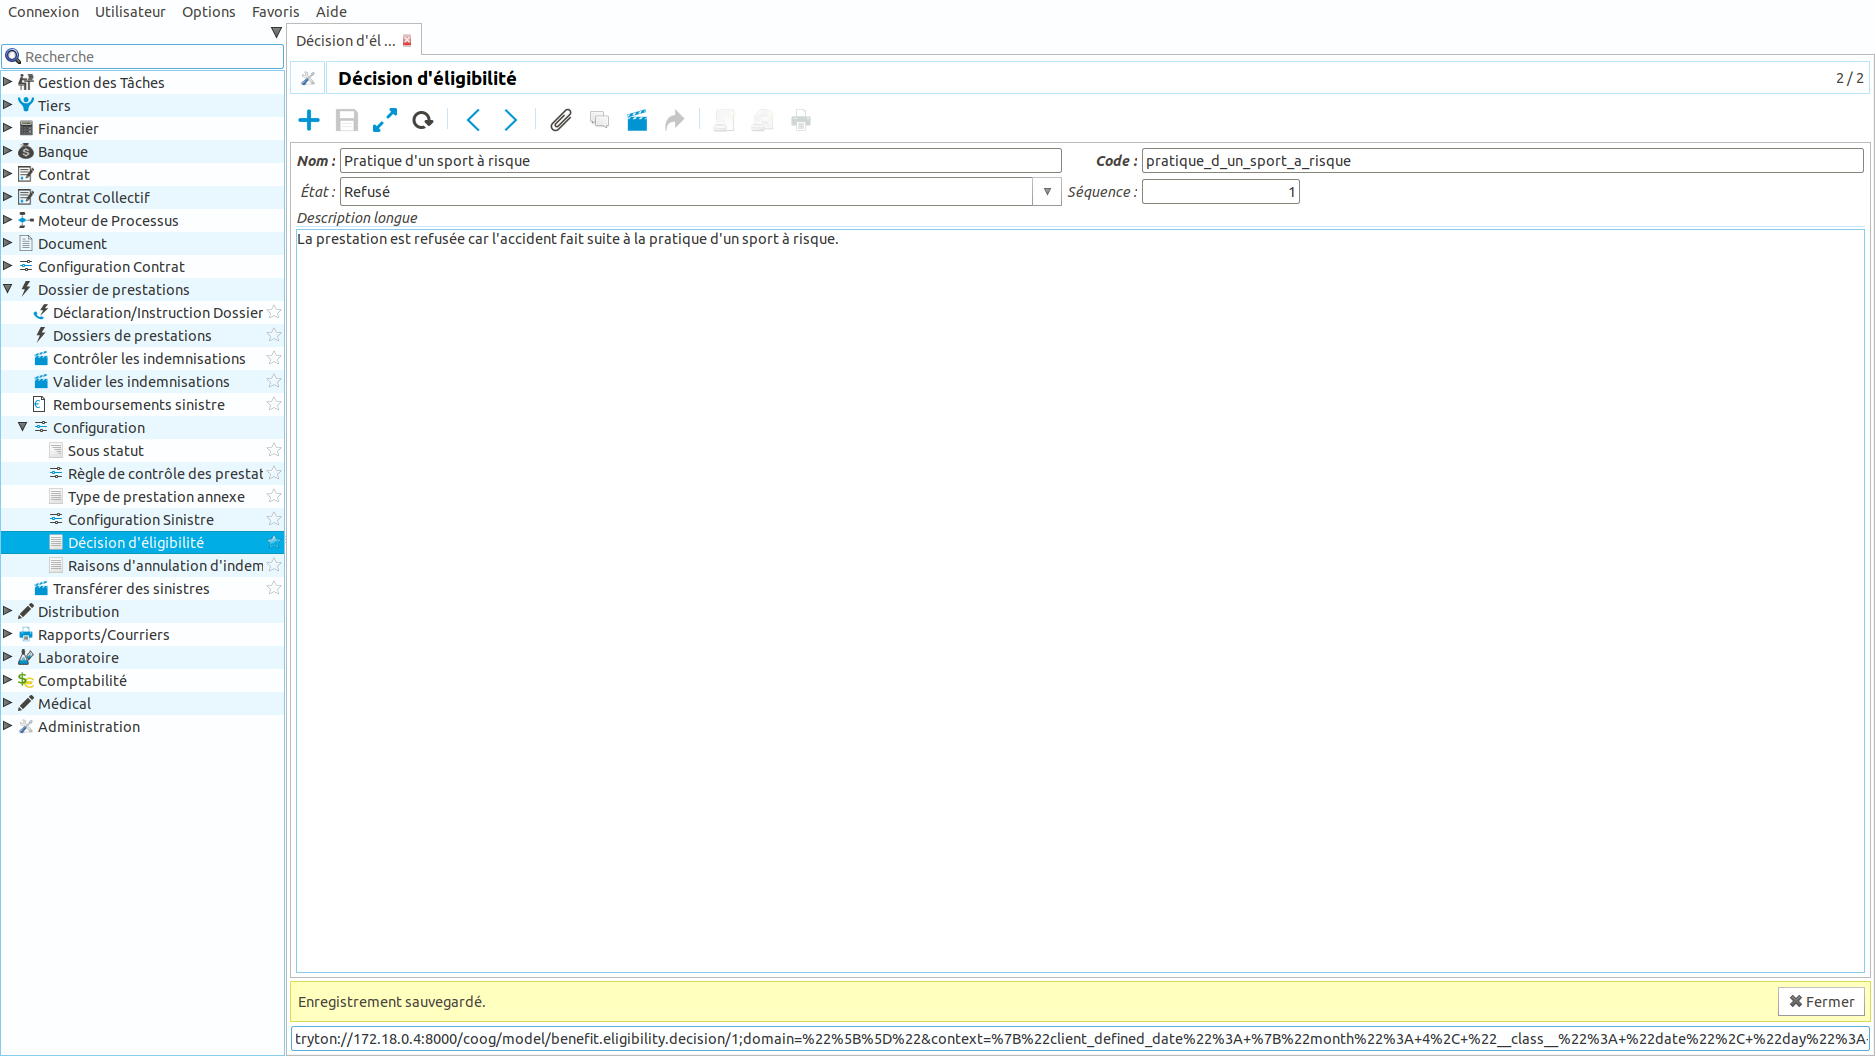 Connexion Utilisateur Options Favoris Aide
Décision d'él ...
Recherche
Décision d'éligibilité
2 / 2
Gestion des Tâches
Tiers
Financier
Banque
Contrat
Contrat Collectif
Moteur de Processus
Document
Configuration Contrat
Dossier de prestations
Déclaration/Instruction Dossier
Dossiers de prestations
Contrôler les indemnisations
Valider les indemnisations
Remboursements sinistre
Configuration
Sous statut
Règle de contrôle des prestat
Type de prestation annexe
Configuration Sinistre
Décision d'éligibilité
Raisons d'annulation d'indem
Transférer des sinistres
Distribution
Rapports/Courriers
Laboratoire
Comptabilité
Médical
Administration
Nom : Pratique d'un sport à risque
Code : pratique_d_un_sport_a_risque
État : Refusé
Séquence : 1
Description longue
La prestation est refusée car l'accident fait suite à la pratique d'un sport à risque.
Enregistrement sauvegardé.
Fermer
tryton://172.18.0.4:8000/coog/model/benefit.eligibility.decision/1;domain=%22%5B%5D%22&context=%7B%22client_defined_date%22%3A+%7B%22month%22%3A+4%2C+%22__class__%22%3A+%22date%22%2C+%22day%22%3A